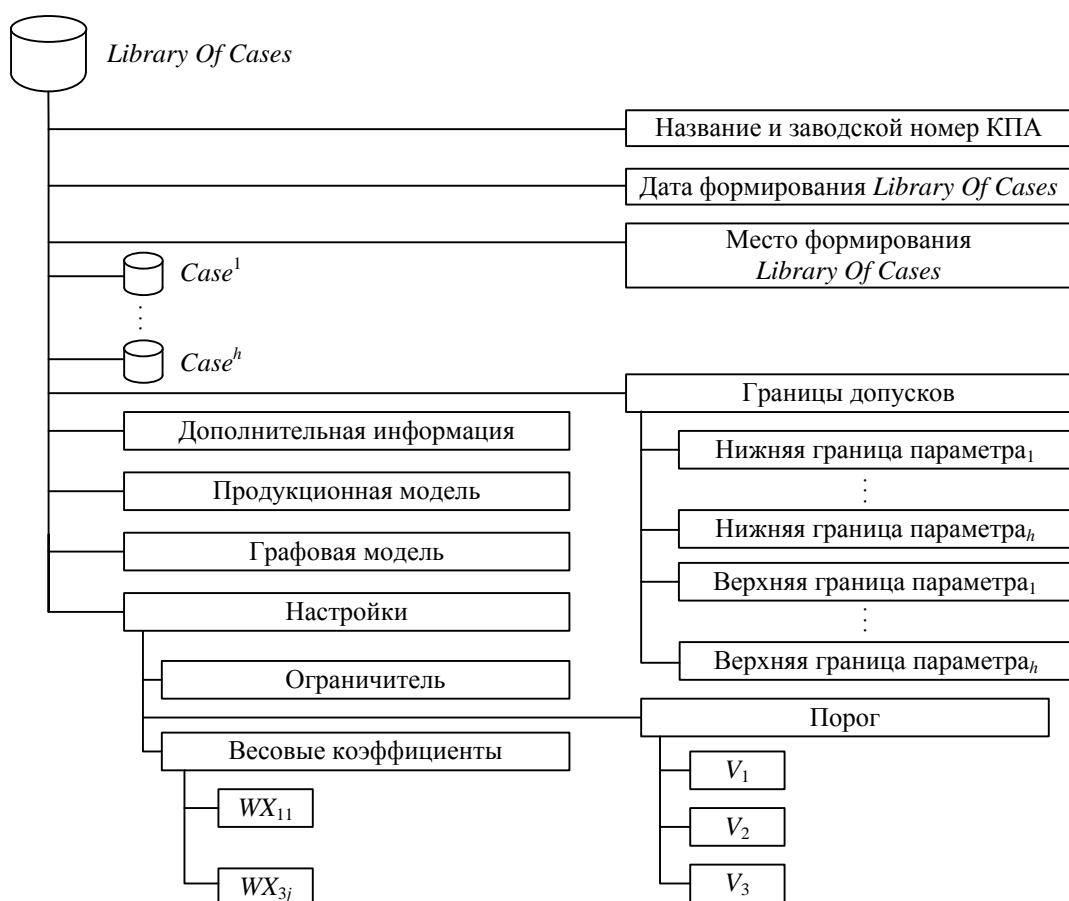 Library Of Cases
Название и заводской номер КПА
Дата формирования Library Of Cases
Место формирования
Library Of Cases
Case¹
Caseʰ
Границы допусков
Дополнительная информация
Нижняя граница параметра₁
Продукционная модель
Нижняя граница параметраₕ
Графовая модель
Верхняя граница параметра₁
Настройки
Верхняя граница параметраₕ
Ограничитель
Порог
Весовые коэффициенты
V₁
WX₁₁
V₂
WX₃ⱼ
V₃